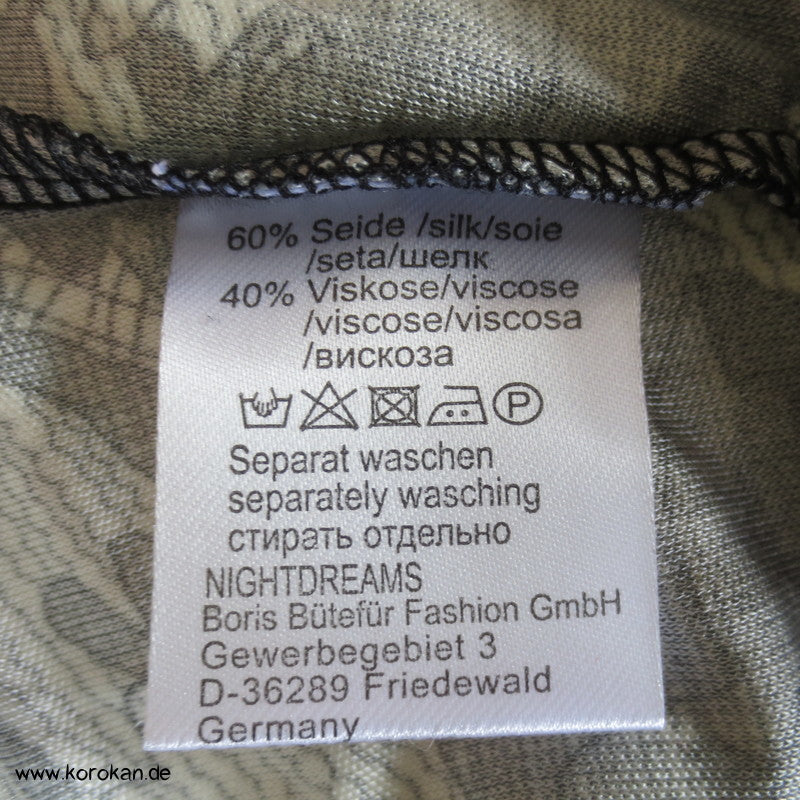 60% Seide /silk/soie
/seta/шелк
40% Viskose/viscose
/viscose/viscosa
/вискоза
P
Separat waschen
separately wasching
стирать отдельно
NIGHTDREAMS
Boris Bütefür Fashion GmbH
Gewerbegebiet 3
D-36289 Friedewald
Germany
www.korokan.de